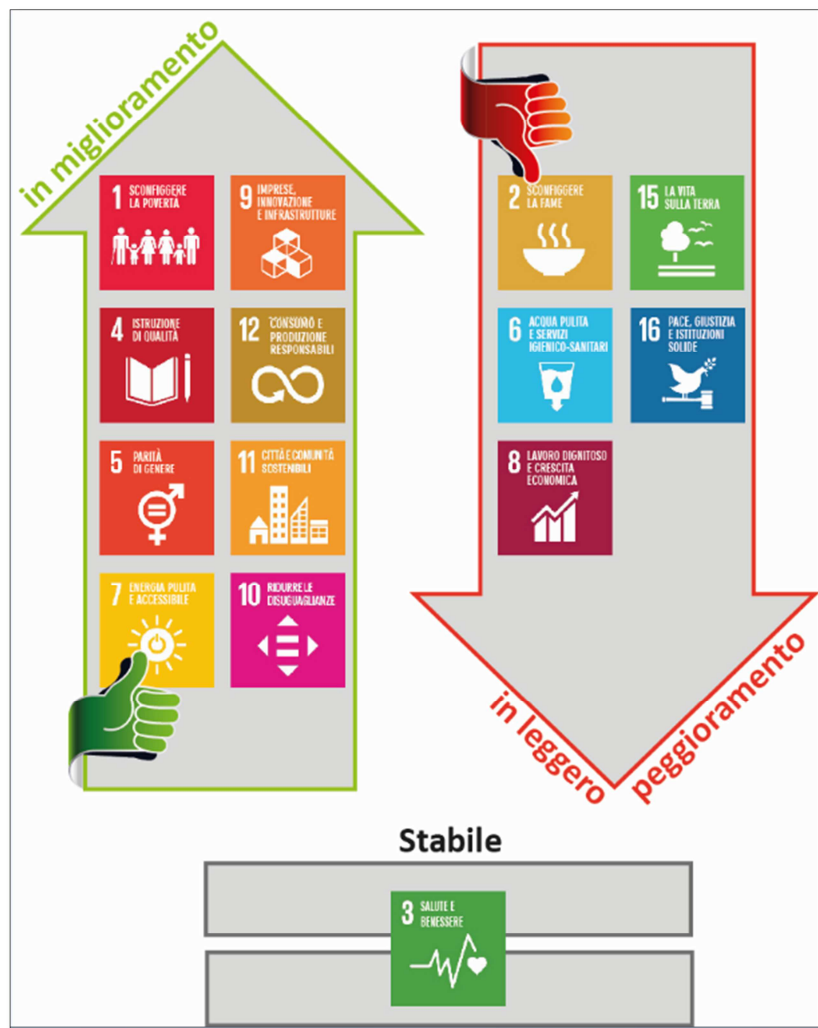 in miglioramento
1 SCONFIGGERE
LA POVERTÀ
9 IMPRESE,
INNOVAZIONE
E INFRASTRUTTURE
4 ISTRUZIONE
DI QUALITÀ
12 CONSUMO E
PRODUZIONE
RESPONSABILI
5 PARITÀ
DI GENERE
11 CITTÀ E COMUNITÀ
SOSTENIBILI
7 ENERGIA PULITA
E ACCESSIBILE
10 RIDURRE LE
DISUGUAGLIANZE
2 SCONFIGGERE
LA FAME
15 LA VITA
SULLA TERRA
6 ACQUA PULITA
E SERVIZI
IGIENICO-SANITARI
16 PACE, GIUSTIZIA
E ISTITUZIONI
SOLIDE
8 LAVORO DIGNITOSO
E CRESCITA
ECONOMICA
in leggero
peggioramento
Stabile
3 SALUTE E
BENESSERE